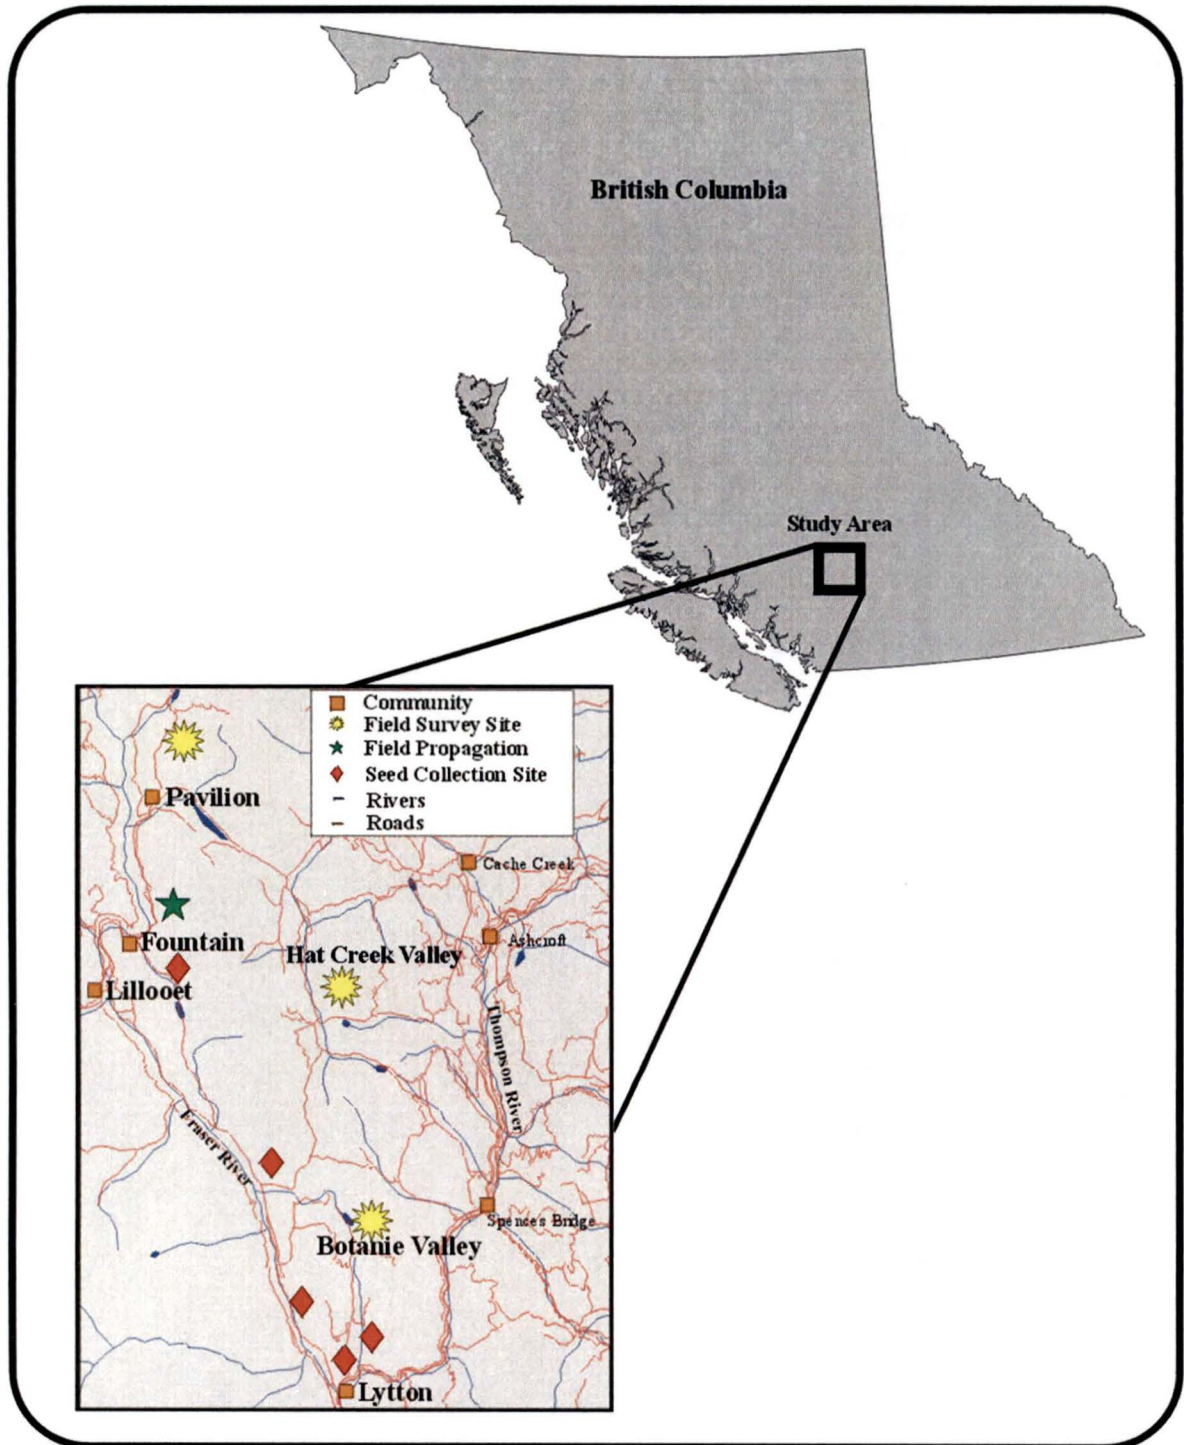 British Columbia
Study Area
Community
Field Survey Site
Field Propagation
Seed Collection Site
Rivers
Roads
Pavilion
Cache Creek
Fountain
Ashcroft
Hat Creek Valley
Lillooet
Thompson River
Fraser River
Spence's Bridge
Botanie Valley
Lytton